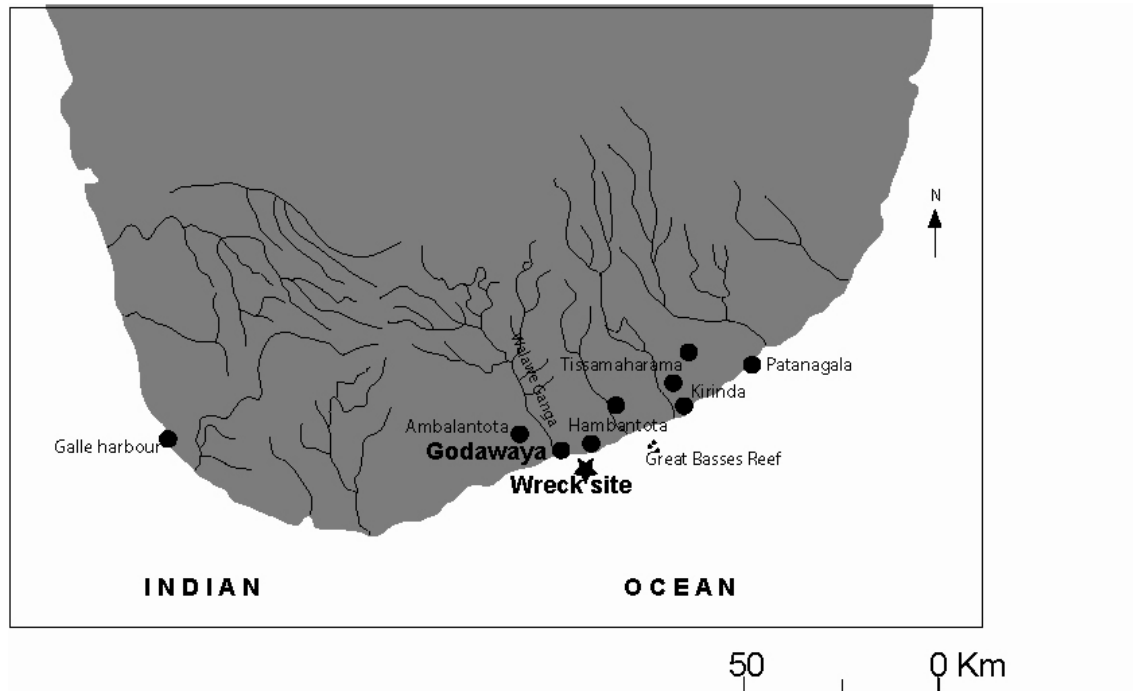 N
Walawe Ganga
Tissamaharama
Patanagala
Kirinda
Ambalantota
Hambantota
Galle harbour
Godawaya
Great Basses Reef
Wreck site
INDIAN OCEAN
50 0 Km